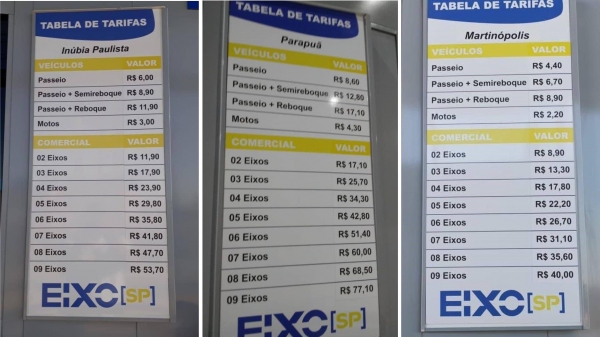 TABELA DE TARIFAS
Inúbia Paulista
VEÍCULOS VALOR
Passeio R$ 6,00
Passeio + Semireboque R$ 8,90
Passeio + Reboque R$ 11,90
Motos R$ 3,00
COMERCIAL VALOR
02 Eixos R$ 11,90
03 Eixos R$ 17,90
04 Eixos R$ 23,90
05 Eixos R$ 29,80
06 Eixos R$ 35,80
07 Eixos R$ 41,80
08 Eixos R$ 47,70
09 Eixos R$ 53,70
EIXO[SP]
TABELA DE TARIFAS
Parapuã
VEÍCULOS VALOR
Passeio R$ 8,60
Passeio + Semireboque R$ 12,80
Passeio + Reboque R$ 17,10
Motos R$ 4,30
COMERCIAL VALOR
02 Eixos R$ 17,10
03 Eixos R$ 25,70
04 Eixos R$ 34,30
05 Eixos R$ 42,80
06 Eixos R$ 51,40
07 Eixos R$ 60,00
08 Eixos R$ 68,50
09 Eixos R$ 77,10
EIXO[SP]
TABELA DE TARIFAS
Martinópolis
VEÍCULOS VALOR
Passeio R$ 4,40
Passeio + Semireboque R$ 6,70
Passeio + Reboque R$ 8,90
Motos R$ 2,20
COMERCIAL VALOR
02 Eixos R$ 8,90
03 Eixos R$ 13,30
04 Eixos R$ 17,80
05 Eixos R$ 22,20
06 Eixos R$ 26,70
07 Eixos R$ 31,10
08 Eixos R$ 35,60
09 Eixos R$ 40,00
EIXO[SP]